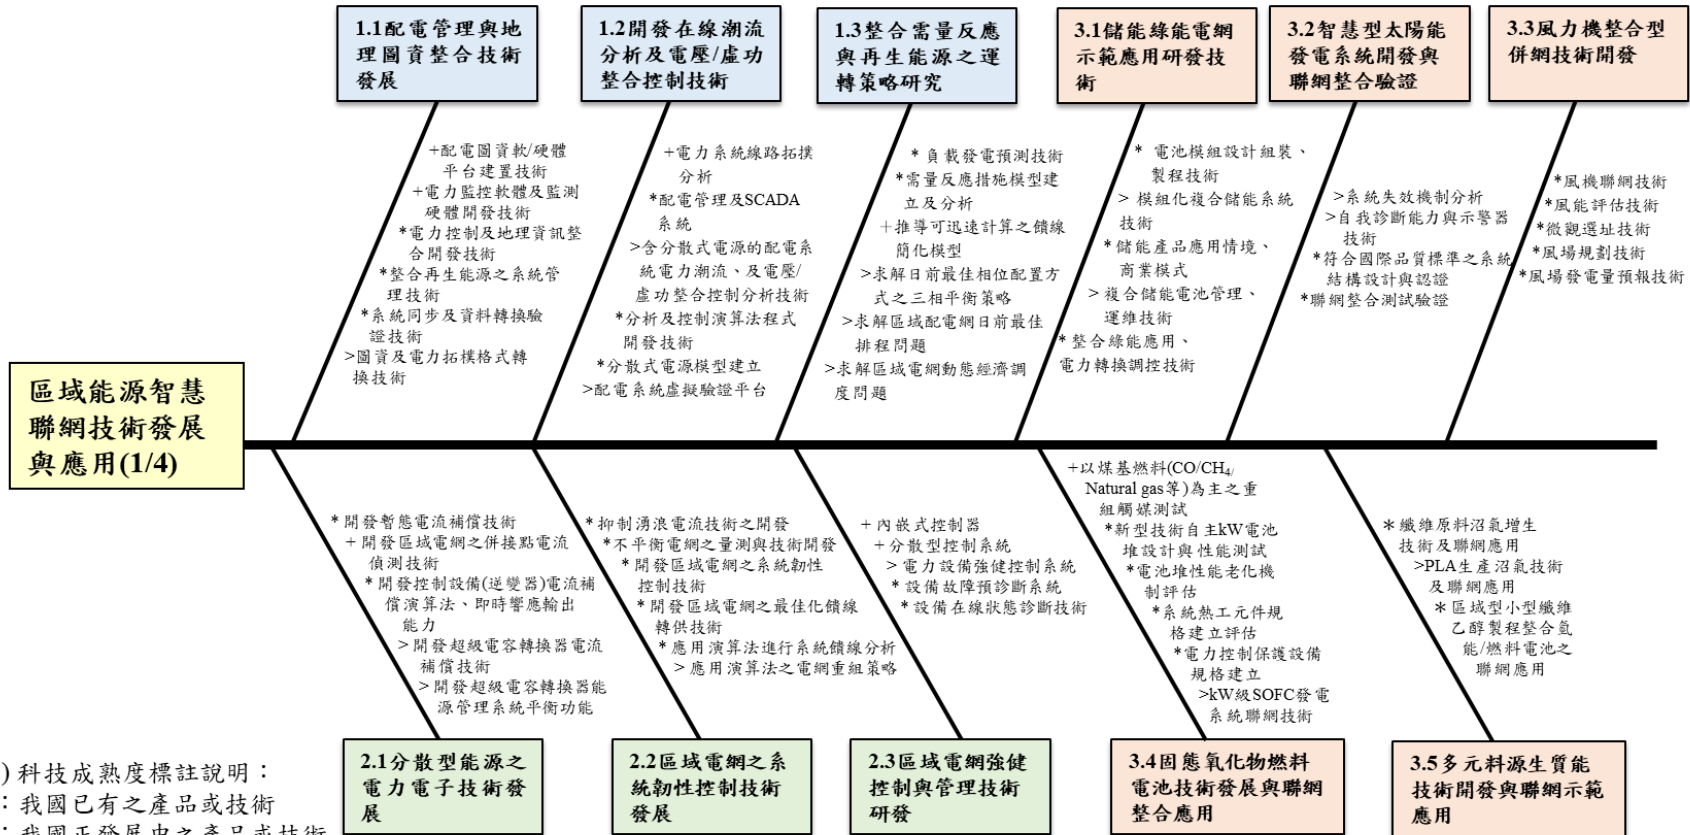 1.1配電管理與地
理圖資整合技術
發展
1.2開發在線潮流
分析及電壓/虛功
整合控制技術
1.3整合需量反應
與再生能源之運
轉策略研究
3.1儲能綠能電網
示範應用研發技
術
3.2智慧型太陽能
發電系統開發與
聯網整合驗證
3.3風力機整合型
併網技術開發
+配電圖資軟/硬體
平台建置技術
+電力監控軟體及監測
硬體開發技術
*電力控制及地理資訊整
合開發技術
*整合再生能源之系統管
理技術
*系統同步及資料轉換驗
證技術
>圖資及電力拓樸格式轉
換技術
+電力系統線路拓撲
分析
*配電管理及SCADA
系統
>含分散式電源的配電系
統電力潮流、及電壓/
虛功整合控制分析技術
*分析及控制演算法程式
開發技術
*分散式電源模型建立
>配電系統虛擬驗證平台
* 負載發電預測技術
*需量反應措施模型建
立及分析
+推導可迅速計算之饋線
簡化模型
>求解日前最佳相位配置方
式之三相平衡策略
>求解區域配電網日前最佳
排程問題
>求解區域電網動態經濟調
度問題
* 電池模組設計組裝、
製程技術
> 模組化複合儲能系統
技術
*儲能產品應用情境、
商業模式
> 複合儲能電池管理、
運維技術
* 整合綠能應用、
電力轉換調控技術
>系統失效機制分析
>自我診斷能力與示警器
技術
*符合國際品質標準之系統
結構設計與認證
*聯網整合測試驗證
*風機聯網技術
*風能評估技術
*微觀選址技術
*風場規劃技術
*風場發電量預報技術
區域能源智慧
聯網技術發展
與應用(1/4)
* 開發暫態電流補償技術
+ 開發區域電網之併接點電流
偵測技術
* 開發控制設備(逆變器)電流補
償演算法、即時響應輸出
能力
> 開發超級電容轉換器電流
補償技術
> 開發超級電容轉換器能
源管理系統平衡功能
* 抑制湧浪電流技術之開發
*不平衡電網之量測與技術開發
* 開發區域電網之系統韌性
控制技術
* 開發區域電網之最佳化饋線
轉供技術
* 應用演算法進行系統饋線分析
> 應用演算法之電網重組策略
+ 內嵌式控制器
+ 分散型控制系統
> 電力設備強健控制系統
* 設備故障預診斷系統
* 設備在線狀態診斷技術
+以煤基燃料(CO/CH4,
Natural gas等)為主之重
組觸媒測試
*新型技術自主kW電池
堆設計與性能測試
*電池堆性能老化機
制評估
*系統熱工元件規
格建立評估
*電力控制保護設備
規格建立
>kW級SOFC發電
系統聯網技術
＊纖維原料沼氣增生
技術及聯網應用
>PLA生產沼氣技術
及聯網應用
＊區域型小型纖維
乙醇製程整合氫
能/燃料電池之
聯網應用
2.1分散型能源之
電力電子技術發
展
2.2區域電網之系
統韌性控制技術
發展
2.3區域電網強健
控制與管理技術
研發
3.4固態氧化物燃料
電池技術發展與聯網
整合應用
3.5多元料源生質能
技術開發與聯網示範
應用
) 科技成熟度標註說明：
：我國已有之產品或技術
：我國正發展中之產品或技術